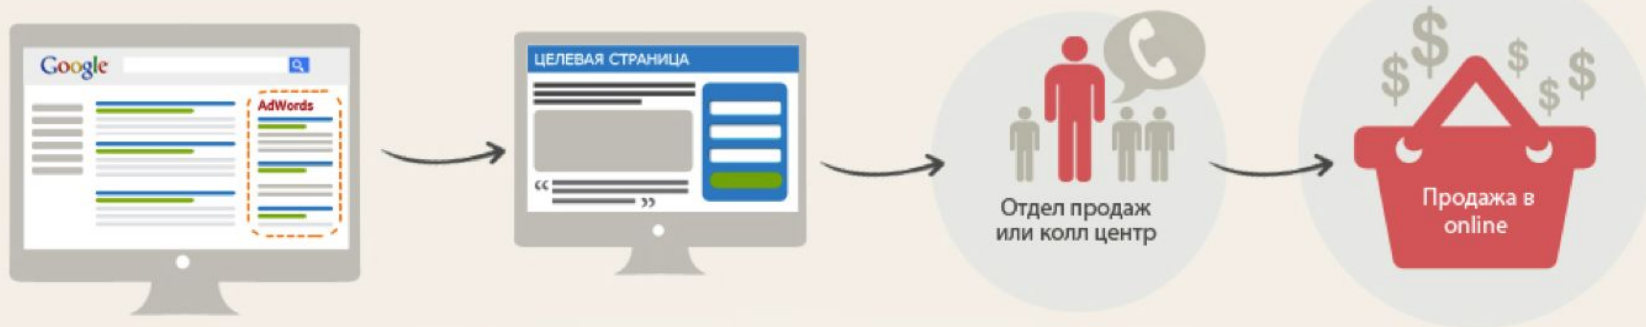 Google
AdWords
ЦЕЛЕВАЯ СТРАНИЦА
“
”
Отдел продаж
или колл центр
$ $ $ $ $
Продажа в
online